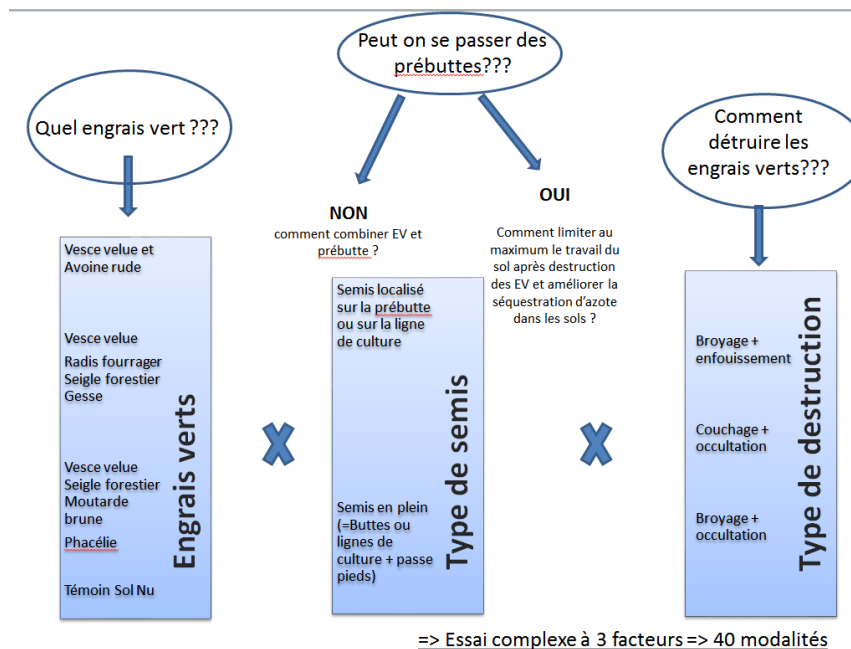 Peut on se passer des
prébuttes???
Quel engrais vert ???
Comment
détruire les
engrais verts???
NON
comment combiner EV et
prébutte ?
OUI
Comment limiter au
maximum le travail du
sol après destruction
des EV et améliorer la
séquestration d'azote
dans les sols ?
Vesce velue et
Avoine rude
Vesce velue
Radis fourrager
Seigle forestier
Gesse
Vesce velue
Seigle forestier
Moutarde
brune
Phacélie
Témoin Sol Nu
Engrais verts
Semis localisé
sur la prébutte
ou sur la ligne
de culture
Semis en plein
(=Buttes ou
lignes de
culture + passe
pieds)
Type de semis
Broyage +
enfouissement
Couchage +
occultation
Broyage +
occultation
Type de destruction
=> Essai complexe à 3 facteurs => 40 modalités